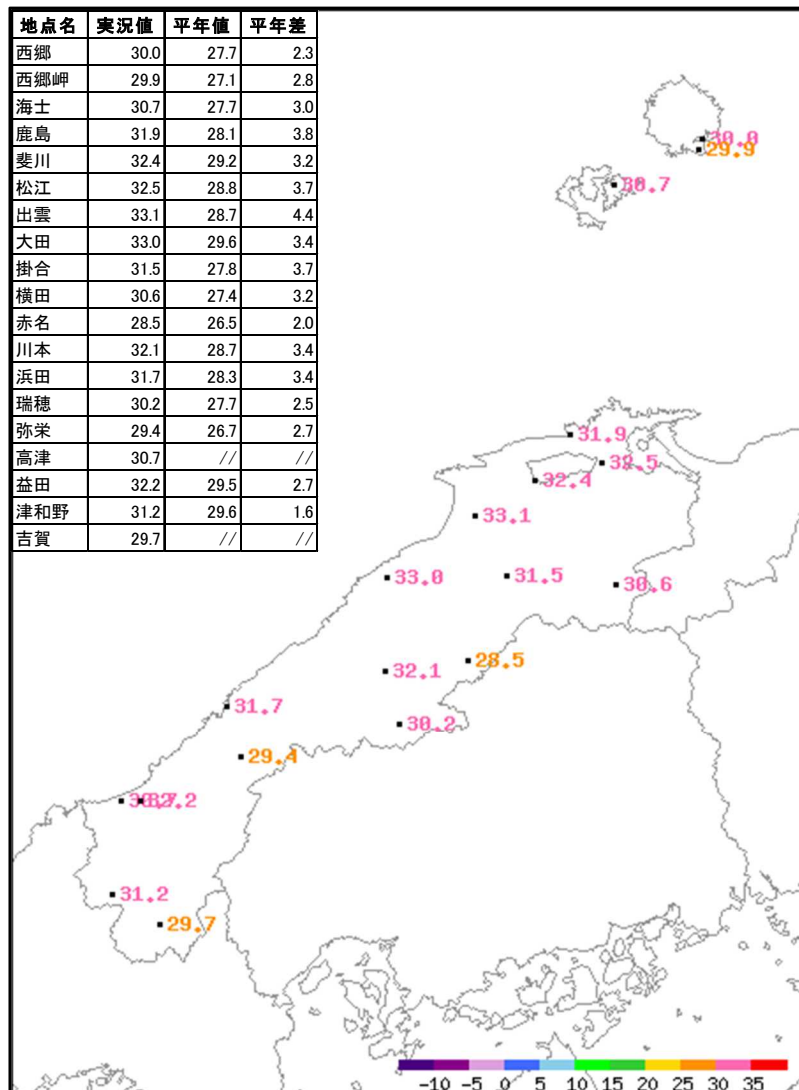 地点名 実況値 平年値 平年差
西郷 30.0 27.7 2.3
西郷岬 29.9 27.1 2.8
海士 30.7 27.7 3.0
鹿島 31.9 28.1 3.8
斐川 32.4 29.2 3.2
松江 32.5 28.8 3.7
出雲 33.1 28.7 4.4
大田 33.0 29.6 3.4
掛合 31.5 27.8 3.7
横田 30.6 27.4 3.2
赤名 28.5 26.5 2.0
川本 32.1 28.7 3.4
浜田 31.7 28.3 3.4
瑞穂 30.2 27.7 2.5
弥栄 29.4 26.7 2.7
高津 30.7 // //
益田 32.2 29.5 2.7
津和野 31.2 29.6 1.6
吉賀 29.7 // //
30.0
29.9
30.7
31.9
32.5
32.4
33.1
33.0
31.5
30.6
28.5
32.1
31.7
30.2
29.4
30.7 32.2
31.2
29.7
-10 -5 0 5 10 15 20 25 30 35